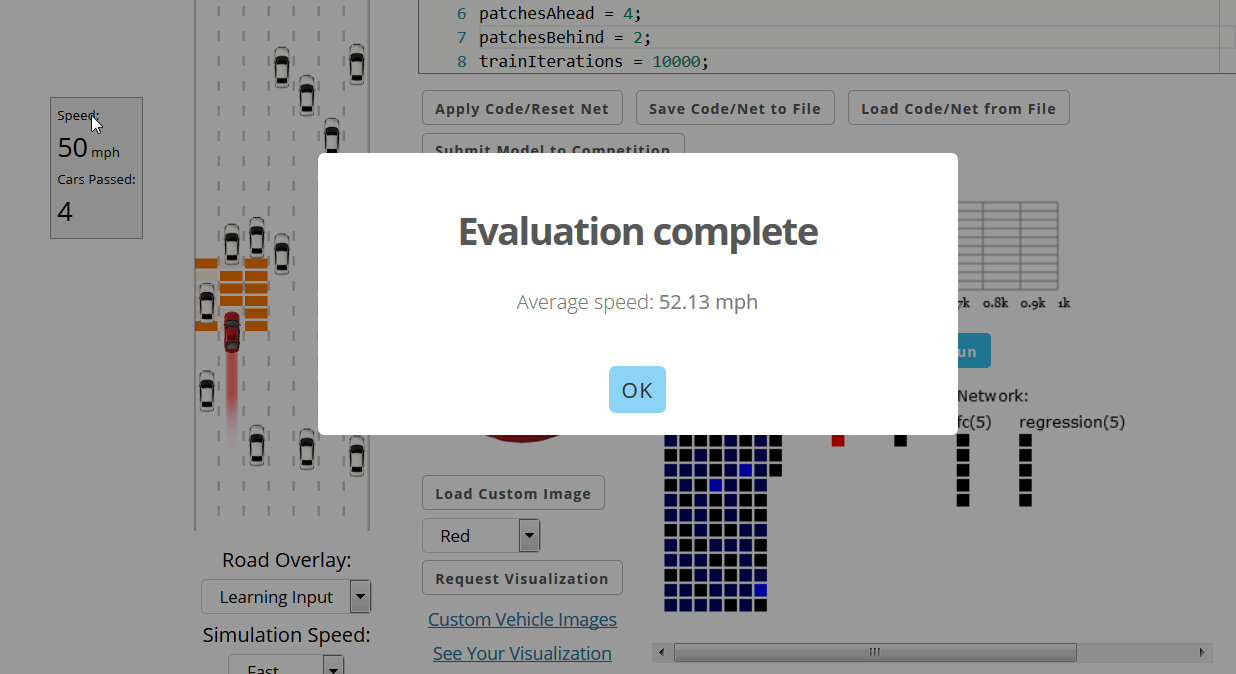 6 patchesAhead = 4;
7 patchesBehind = 2;
8 trainIterations = 10000;
Apply Code/Reset Net
Save Code/Net to File
Load Code/Net from File
Submit Model to Competition
Speed:
50 mph
Cars Passed:
4
Evaluation complete
Average speed: 52.13 mph
OK
0.8k 0.9k 1k
Network:
fc(5) regression(5)
Load Custom Image
Red
Request Visualization
Custom Vehicle Images
See Your Visualization
Road Overlay:
Learning Input
Simulation Speed:
Fast